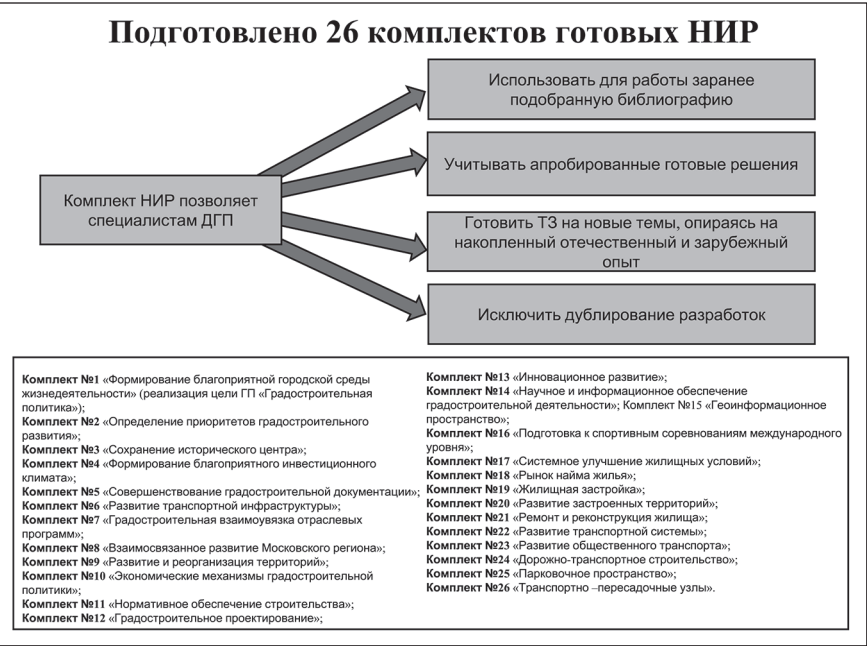 Подготовлено 26 комплектов готовых НИР
Комплект НИР позволяет
специалистам ДГП
Использовать для работы заранее
подобранную библиографию
Учитывать апробированные готовые решения
Готовить ТЗ на новые темы, опираясь на
накопленный отечественный и зарубежный
опыт
Исключить дублирование разработок
Комплект №1 «Формирование благоприятной городской среды
жизнедеятельности» (реализация цели ГП «Градостроительная
политика»);
Комплект №2 «Определение приоритетов градостроительного
развития»;
Комплект №3 «Сохранение исторического центра»;
Комплект №4 «Формирование благоприятного инвестиционного
климата»;
Комплект №5 «Совершенствование градостроительной документации»;
Комплект №6 «Развитие транспортной инфраструктуры»;
Комплект №7 «Градостроительная взаимоувязка отраслевых
программ»;
Комплект №8 «Взаимосвязанное развитие Московского региона»;
Комплект №9 «Развитие и реорганизация территорий»;
Комплект №10 «Экономические механизмы градостроительной
политики»;
Комплект №11 «Нормативное обеспечение строительства»;
Комплект №12 «Градостроительное проектирование»;
Комплект №13 «Инновационное развитие»;
Комплект №14 «Научное и информационное обеспечение
градостроительной деятельности»; Комплект №15 «Геоинформационное
пространство»;
Комплект №16 «Подготовка к спортивным соревнованиям международного
уровня»;
Комплект №17 «Системное улучшение жилищных условий»;
Комплект №18 «Рынок найма жилья»;
Комплект №19 «Жилищная застройка»;
Комплект №20 «Развитие застроенных территорий»;
Комплект №21 «Ремонт и реконструкция жилища»;
Комплект №22 «Развитие транспортной системы»;
Комплект №23 «Развитие общественного транспорта»;
Комплект №24 «Дорожно-транспортное строительство»;
Комплект №25 «Парковочное пространство»;
Комплект №26 «Транспортно –пересадочные узлы».